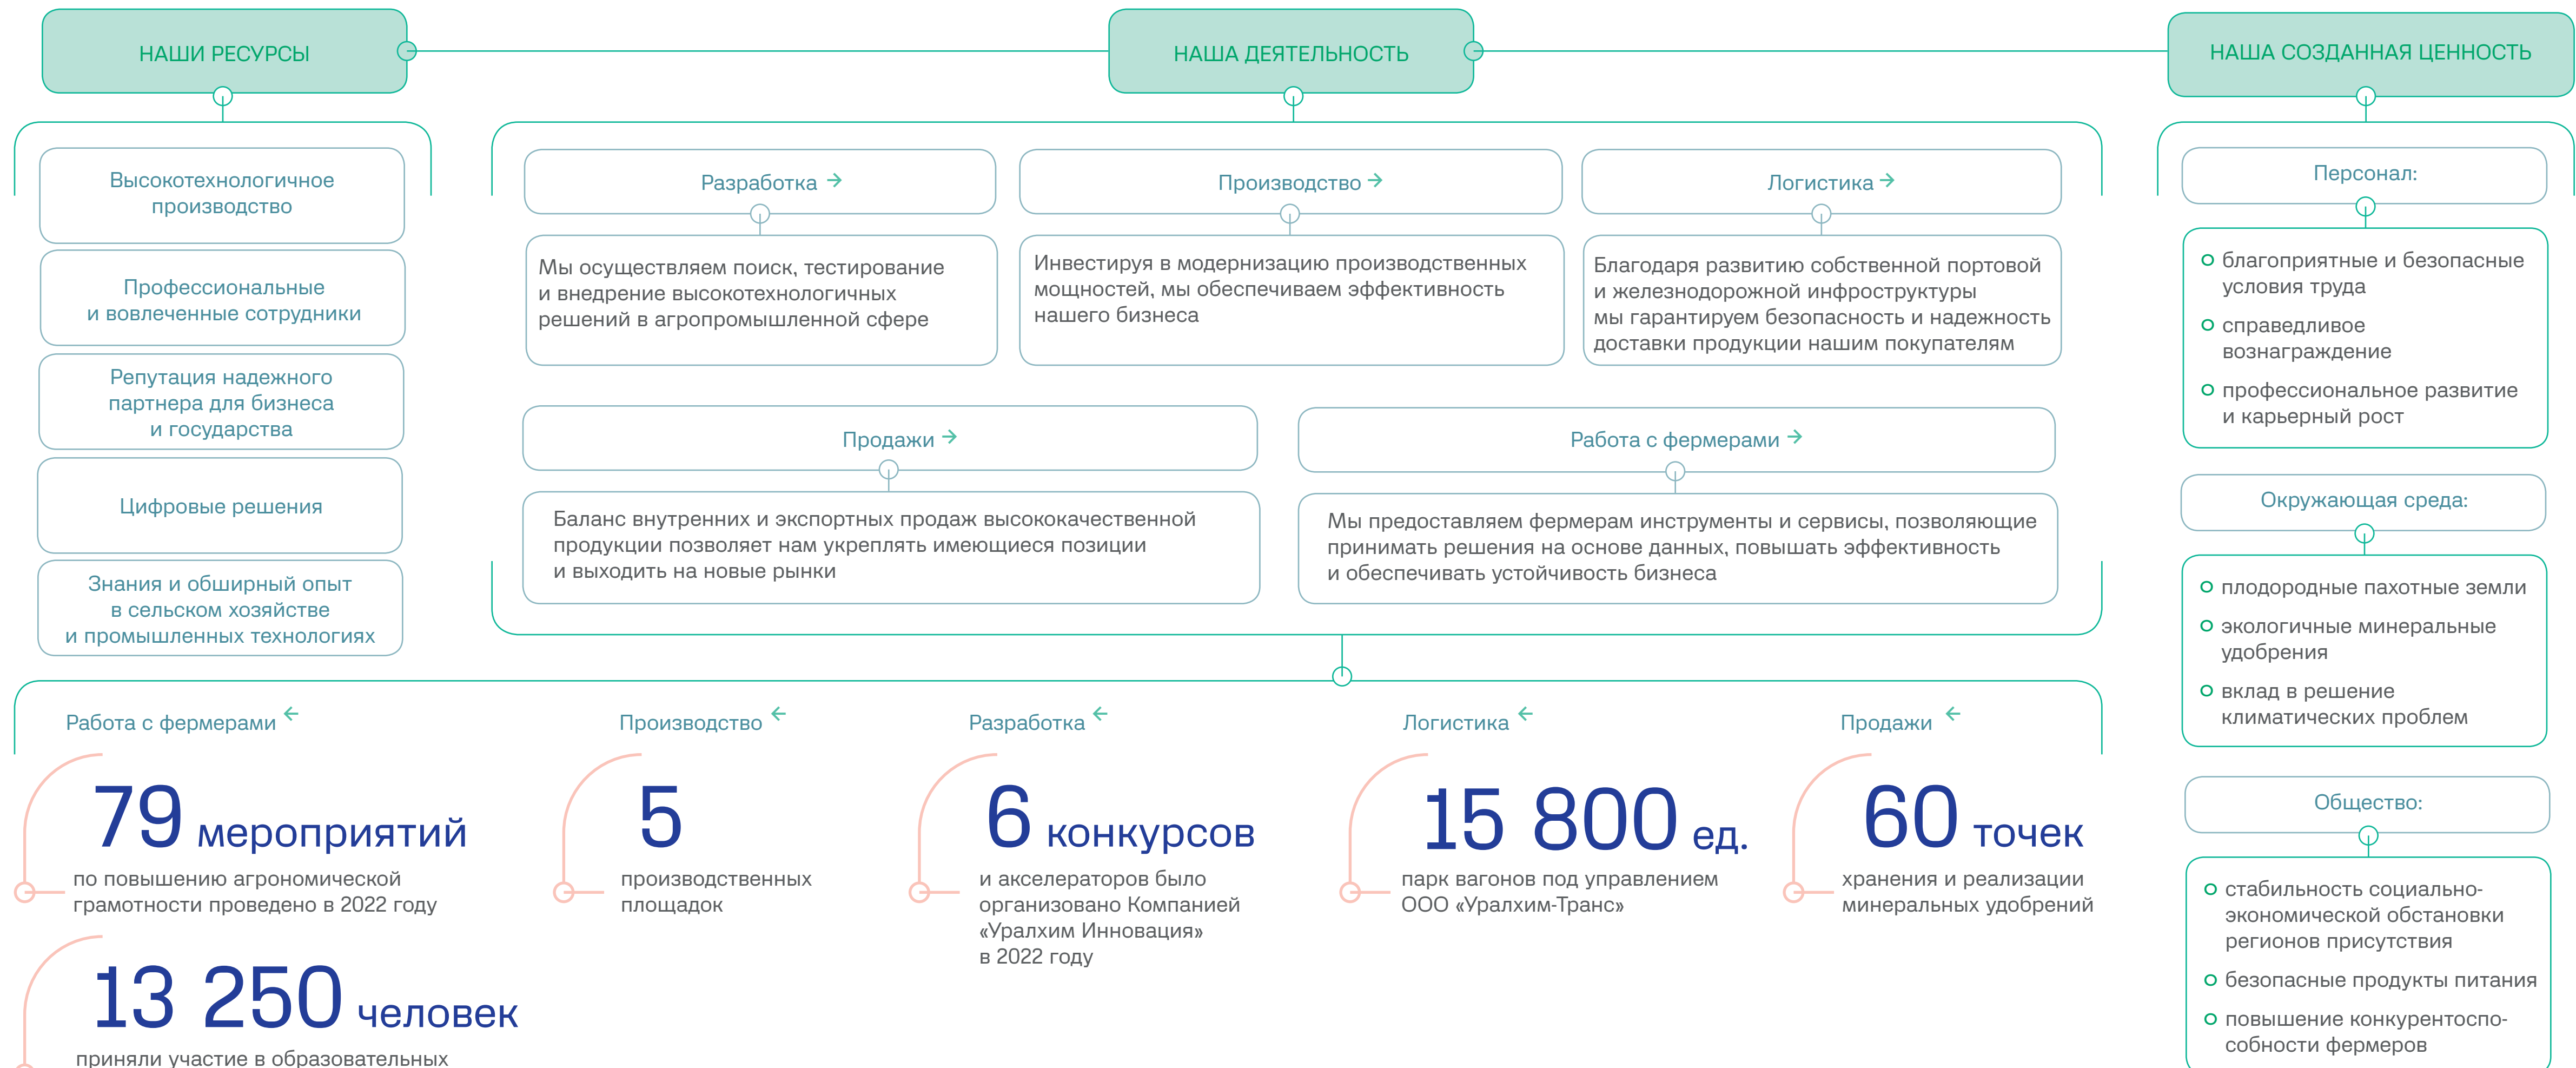 НАШИ РЕСУРСЫ
Высокотехнологичное
производство
Профессиональные
и вовлеченные сотрудники
Репутация надежного
партнера для бизнеса
и государства
Цифровые решения
Знания и обширный опыт
в сельском хозяйстве
и промышленных технологиях
НАША ДЕЯТЕЛЬНОСТЬ
Разработка →
Мы осуществляем поиск, тестирование
и внедрение высокотехнологичных
решений в агропромышленной сфере
Производство →
Инвестируя в модернизацию производственных
мощностей, мы обеспечиваем эффективность
нашего бизнеса
Логистика →
Благодаря развитию собственной портовой
и железнодорожной инфроструктуры
мы гарантируем безопасность и надежность
доставки продукции нашим покупателям
Продажи →
Баланс внутренних и экспортных продаж высококачественной
продукции позволяет нам укреплять имеющиеся позиции
и выходить на новые рынки
Работа с фермерами →
Мы предоставляем фермерам инструменты и сервисы, позволяющие
принимать решения на основе данных, повышать эффективность
и обеспечивать устойчивость бизнеса
Работа с фермерами ←
79 мероприятий
по повышению агрономической
грамотности проведено в 2022 году
13 250 человек
приняли участие в образовательных
Производство ←
5
производственных
площадок
Разработка ←
6 конкурсов
и акселераторов было
организовано Компанией
«Уралхим Инновация»
в 2022 году
Логистика ←
15 800 ед.
парк вагонов под управлением
ООО «Уралхим-Транс»
Продажи ←
60 точек
хранения и реализации
минеральных удобрений
НАША СОЗДАННАЯ ЦЕННОСТЬ
Персонал:
благоприятные и безопасные
условия труда
справедливое
вознаграждение
профессиональное развитие
и карьерный рост
Окружающая среда:
плодородные пахотные земли
экологичные минеральные
удобрения
вклад в решение
климатических проблем
Общество:
стабильность социально-
экономической обстановки
регионов присутствия
безопасные продукты питания
повышение конкурентоспо-
собности фермеров